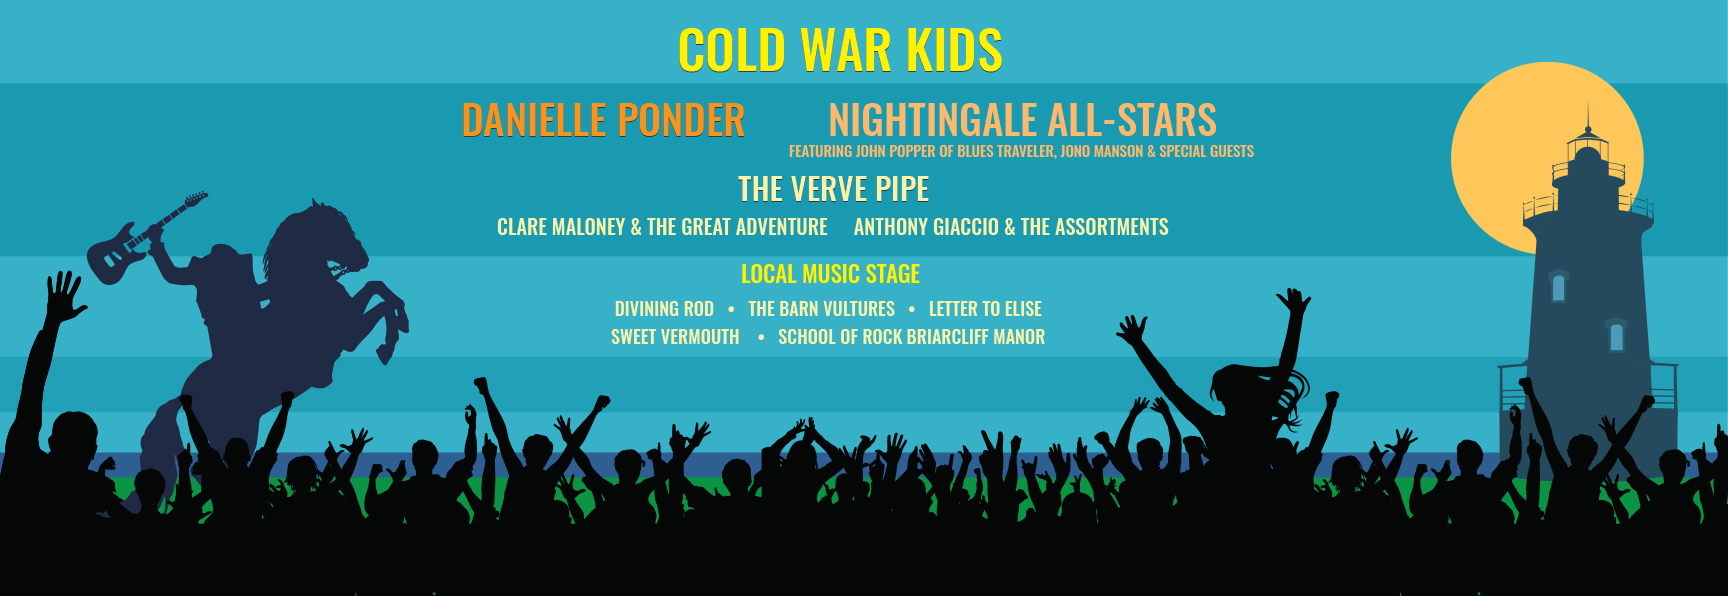 COLD WAR KIDS
DANIELLE PONDER
NIGHTINGALE ALL-STARS
FEATURING JOHN POPPER OF BLUES TRAVELER, JONO MANSON & SPECIAL GUESTS
THE VERVE PIPE
CLARE MALONEY & THE GREAT ADVENTURE ANTHONY GIACCIO & THE ASSORTMENTS
LOCAL MUSIC STAGE
DIVINING ROD • THE BARN VULTURES • LETTER TO ELISE
SWEET VERMOUTH • SCHOOL OF ROCK BRIARCLIFF MANOR